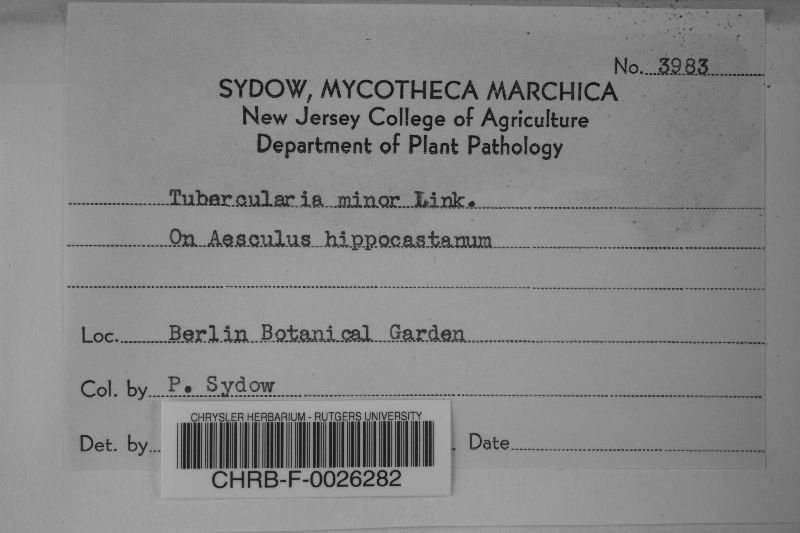 No. 3983
SYDOW, MYCOTHECA MARCHICA
New Jersey College of Agriculture
Department of Plant Pathology
Tubercularia minor Link.
On Aesculus hippocastanum
Loc. Berlin Botanical Garden
Col. by P. Sydow
Det. by Date
CHRYSLER HERBARIUM - RUTGERS UNIVERSITY
CHRB-F-0026282